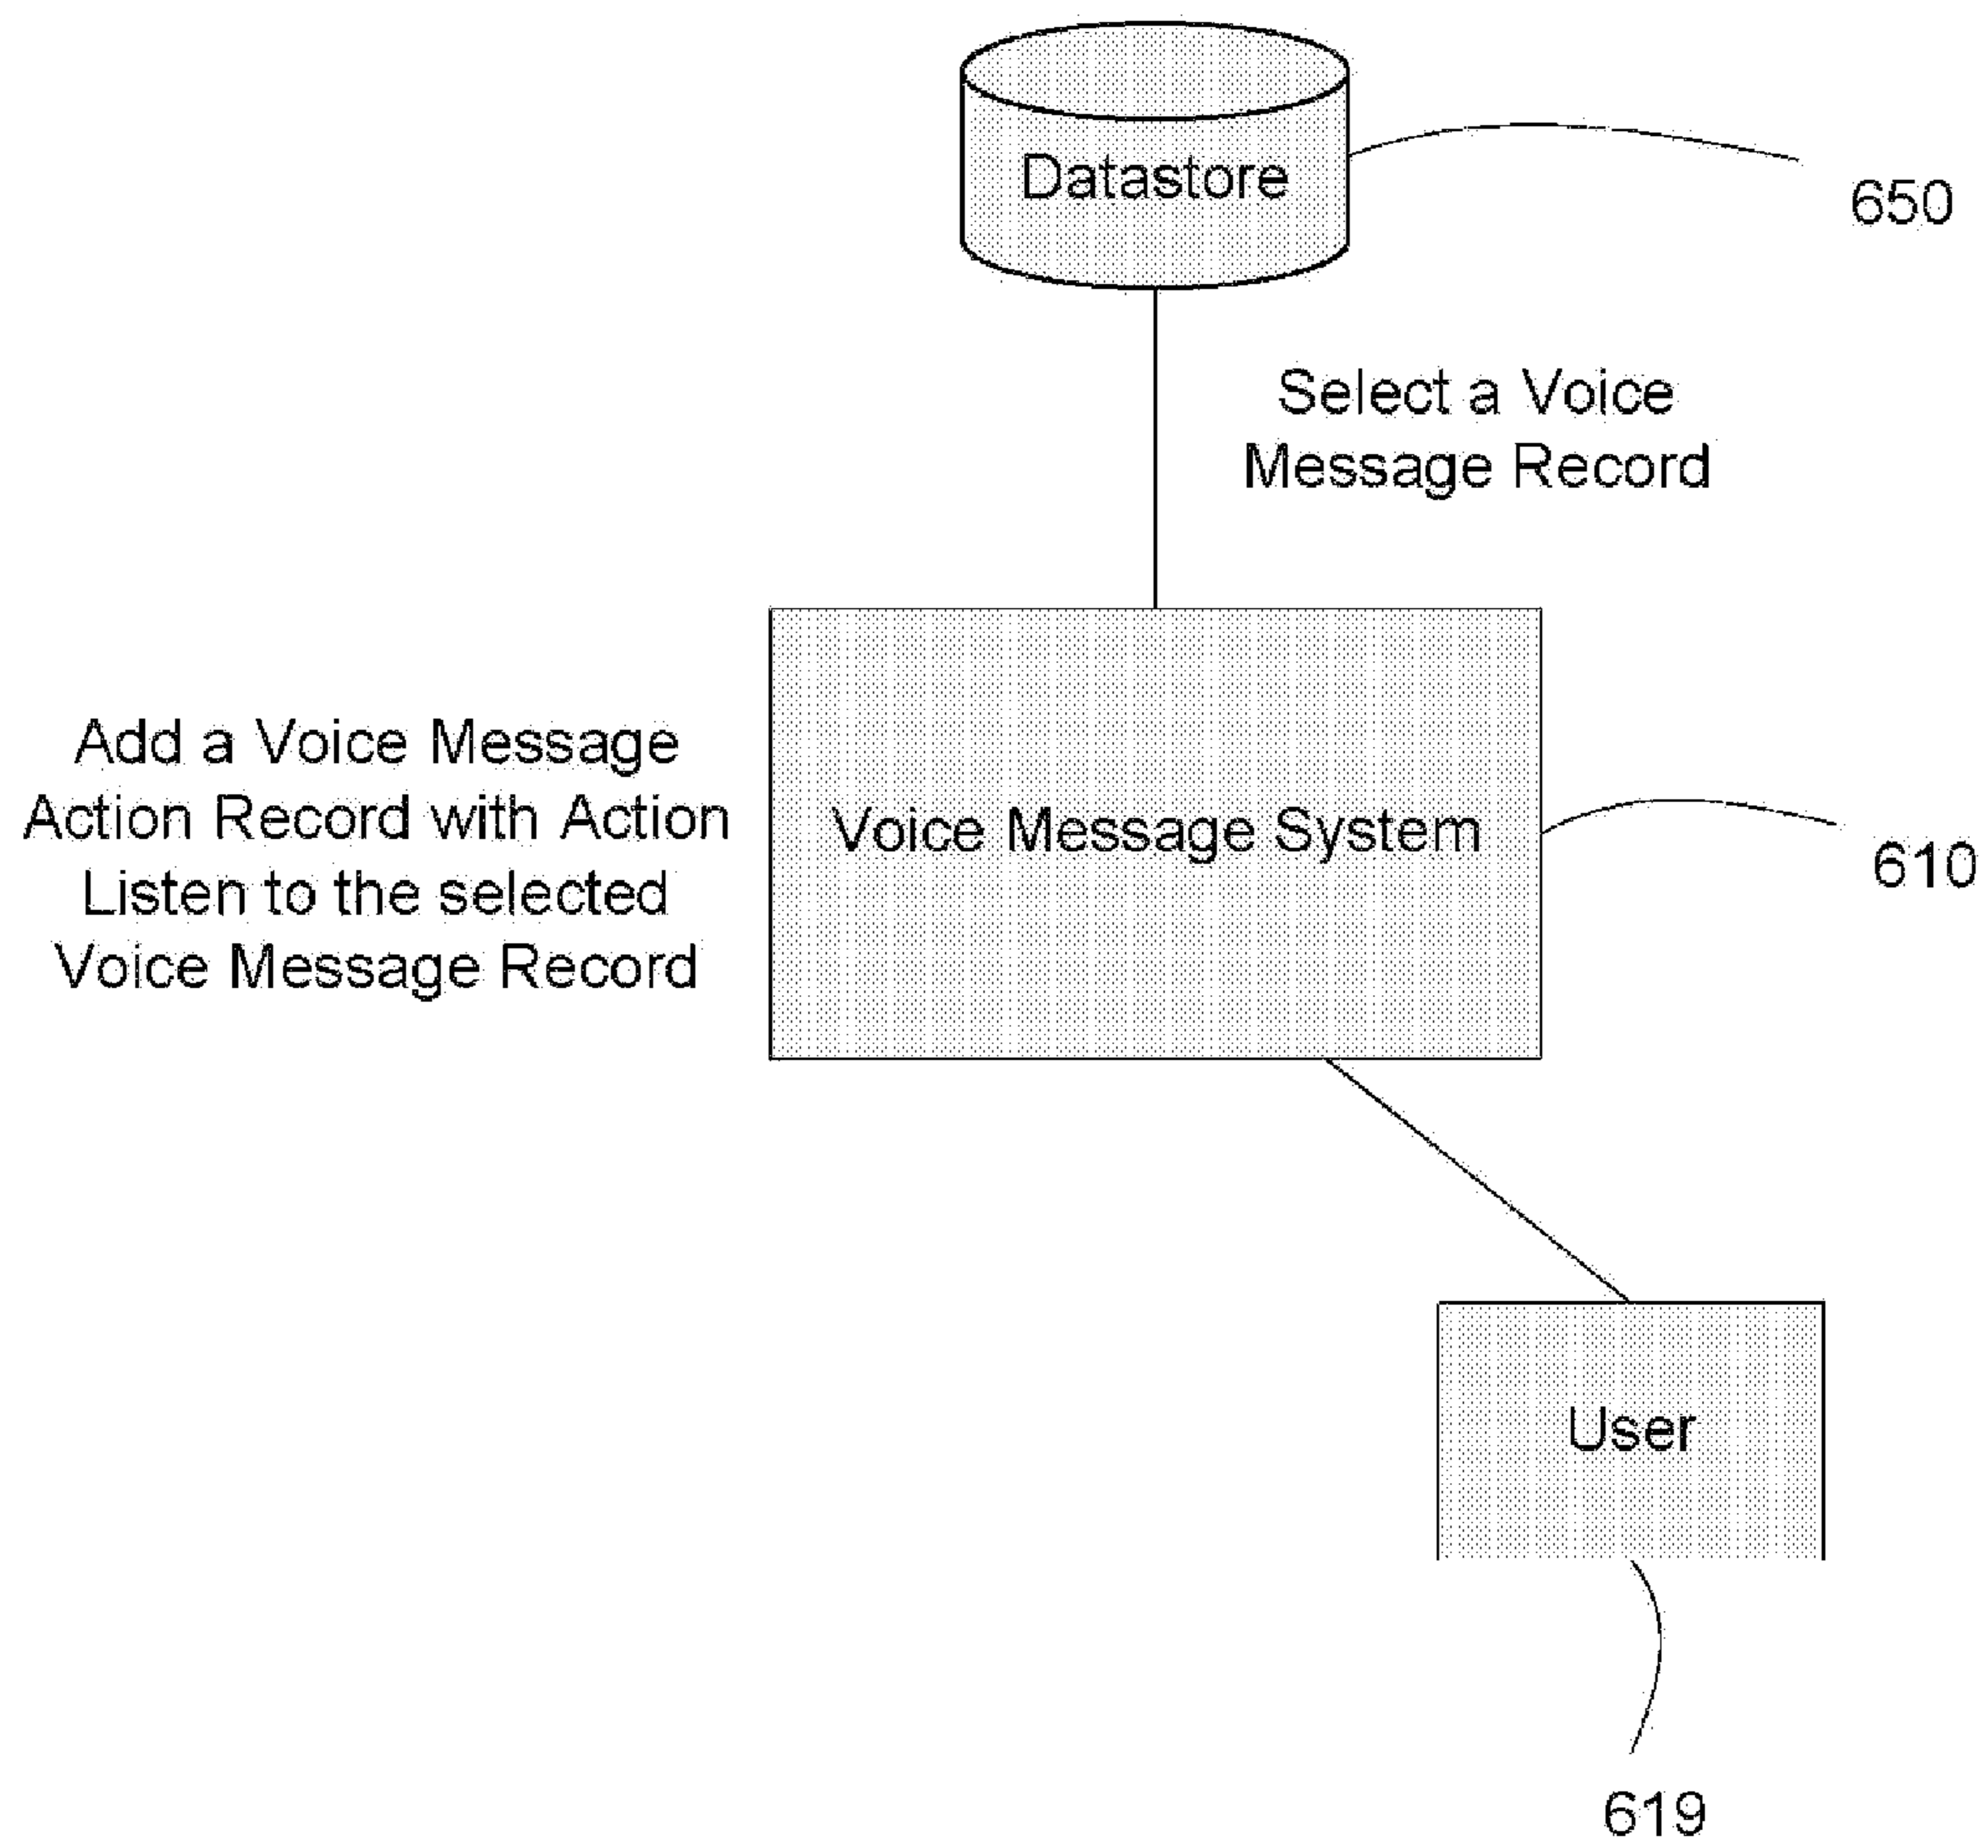 Datastore
650
Select a Voice
Message Record
Add a Voice Message
Action Record with Action
Listen to the selected
Voice Message Record
Voice Message System
610
User
619